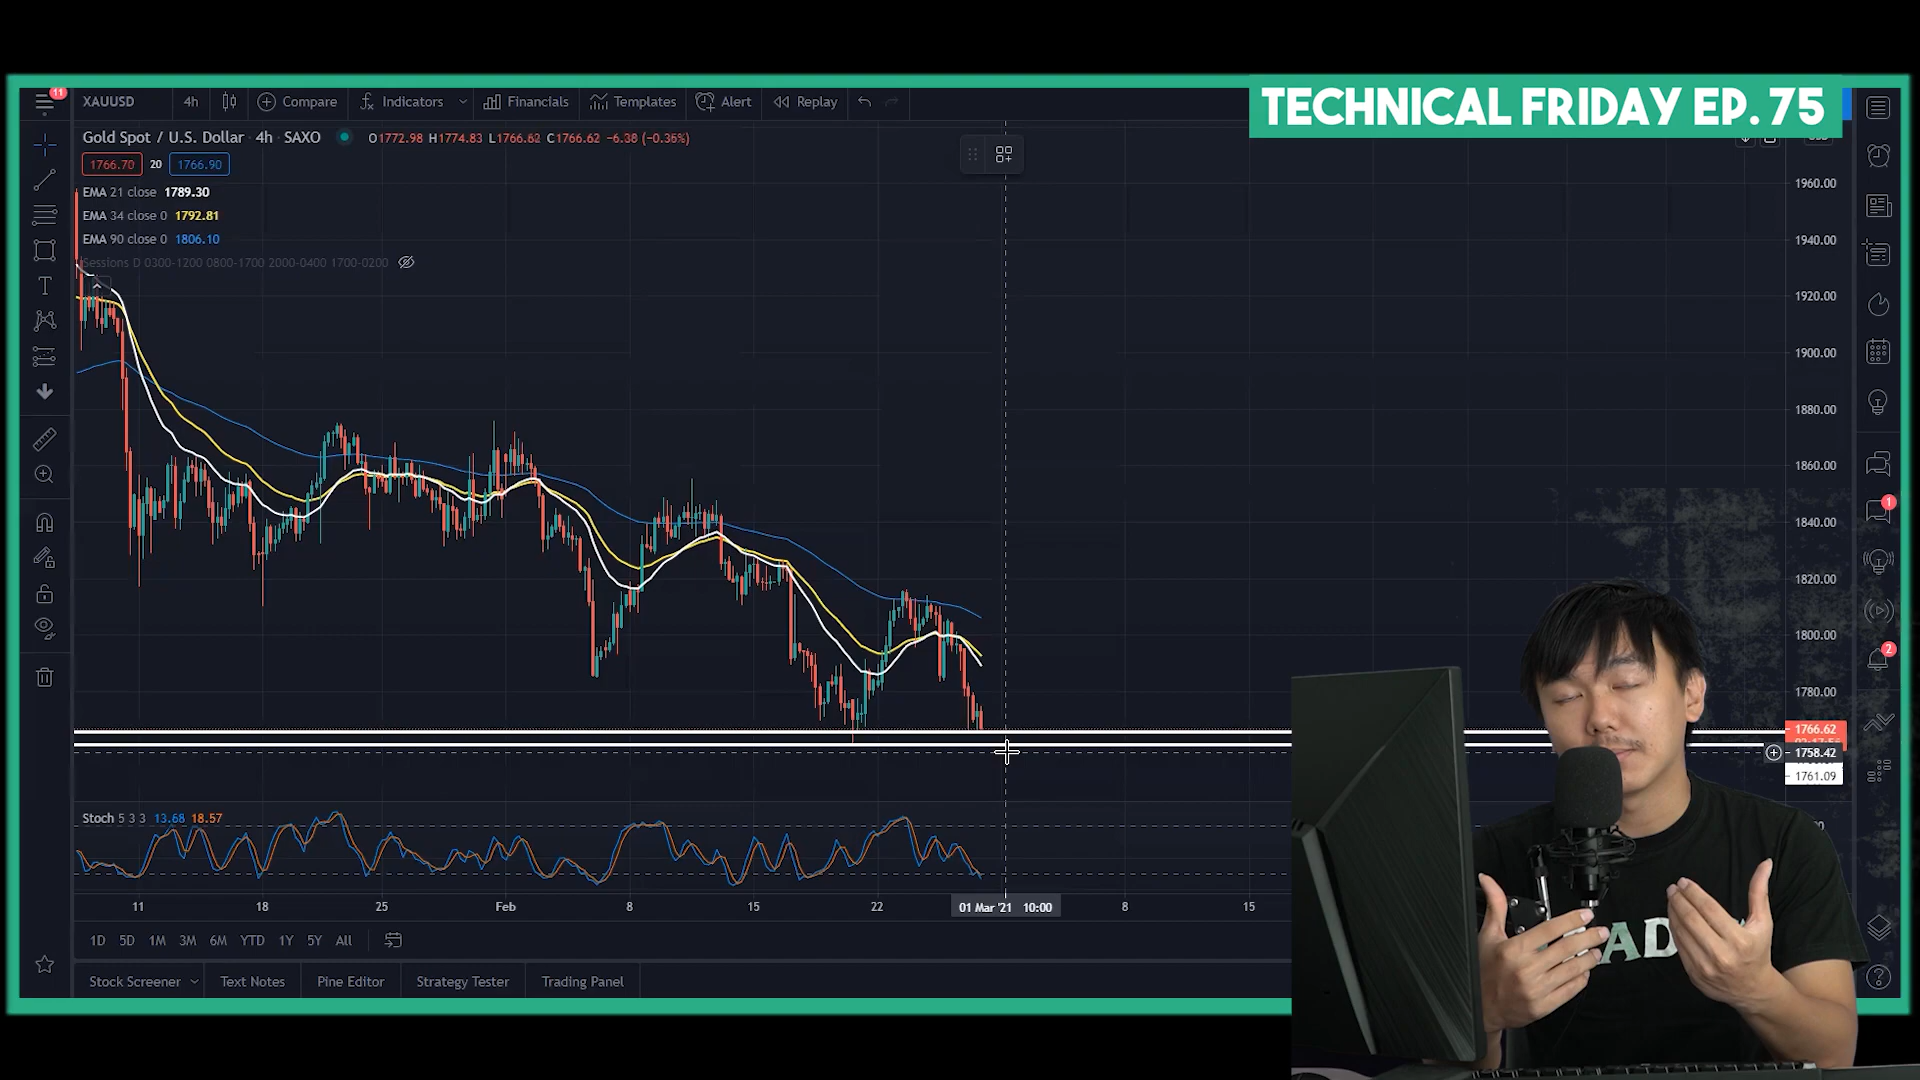 TECHNICAL FRIDAY EP. 75
11
XAUUSD 4h Compare Indicators Financials Templates Alert Replay
Gold Spot / U.S. Dollar · 4h · SAXO O1772.98 H1774.83 L1766.62 C1766.62 −6.38 (−0.36%)
1766.70 20 1766.90
EMA 21 close 1789.30
EMA 34 close 0 1792.81
EMA 90 close 0 1806.10
Sessions D 0300-1200 0800-1700 2000-0400 1700-0200
1960.00
1940.00
1920.00
1900.00
1880.00
1860.00
1840.00
1820.00
1800.00
1780.00
1766.62
1758.42
1761.09
1
2
Stoch 5 3 3 13.68 18.57
11 18 25 Feb 8 15 22 01 Mar '21 10:00 8 15
1D 5D 1M 3M 6M YTD 1Y 5Y All
Stock Screener Text Notes Pine Editor Strategy Tester Trading Panel